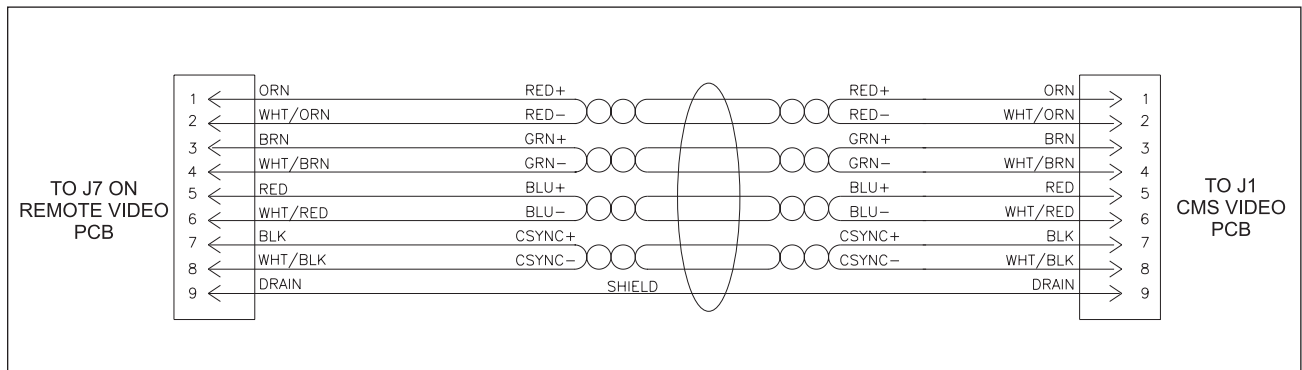 TO J7 ON
REMOTE VIDEO
PCB
1 ORN RED+ RED+ ORN 1
2 WHT/ORN RED- RED- WHT/ORN 2
3 BRN GRN+ GRN+ BRN 3
4 WHT/BRN GRN- GRN- WHT/BRN 4
5 RED BLU+ BLU+ RED 5
6 WHT/RED BLU- BLU- WHT/RED 6
7 BLK CSYNC+ CSYNC+ BLK 7
8 WHT/BLK CSYNC- CSYNC- WHT/BLK 8
9 DRAIN SHIELD DRAIN 9
TO J1
CMS VIDEO
PCB